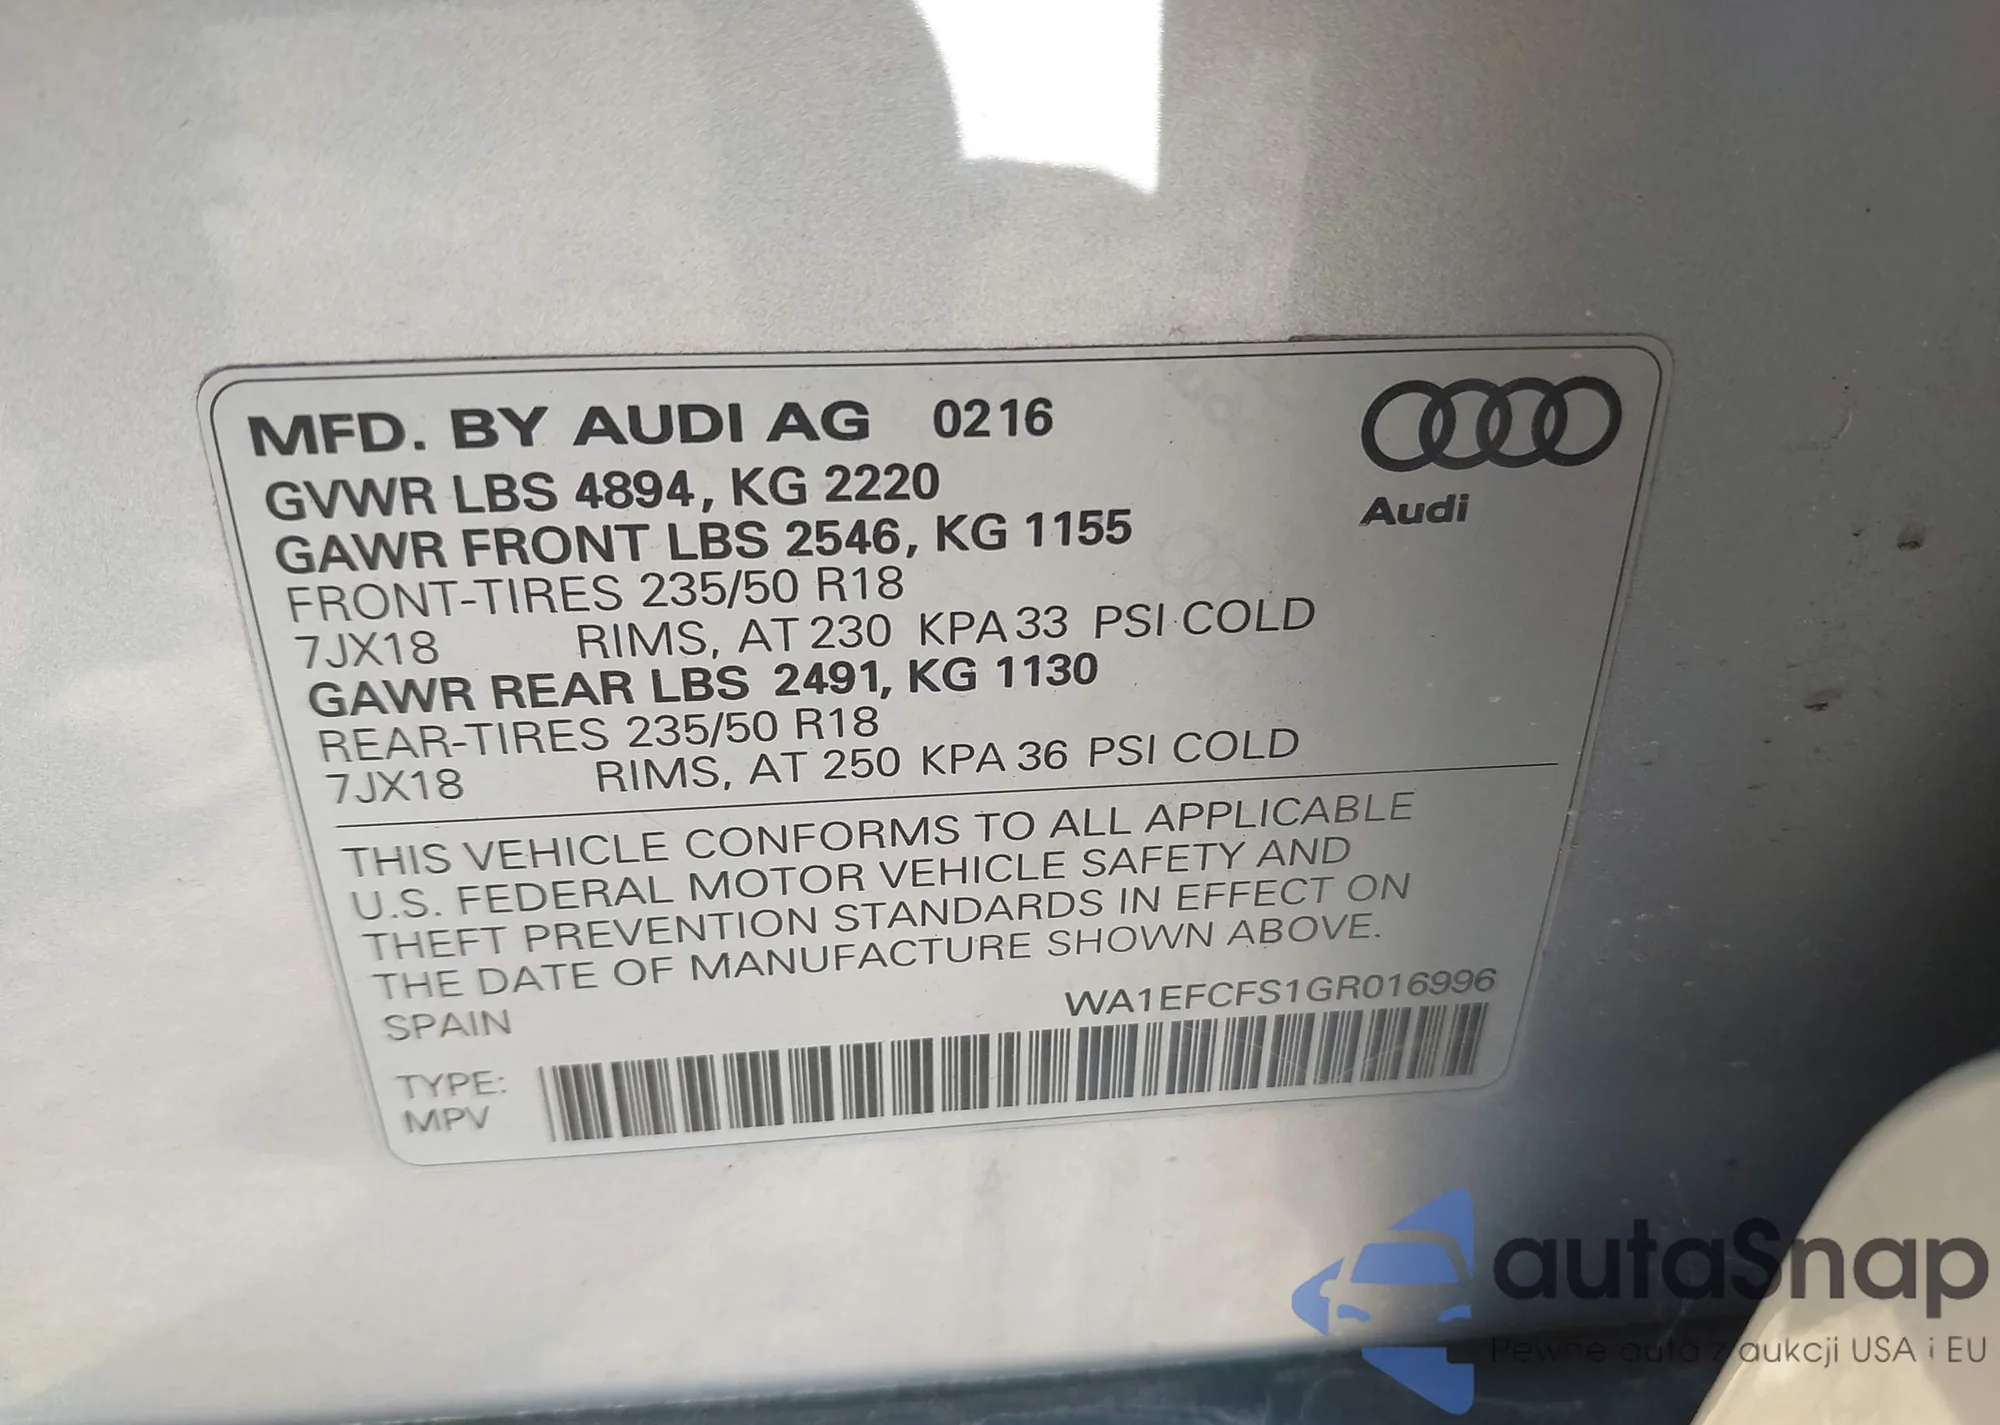 MFD. BY AUDI AG 0216
GVWR LBS 4894, KG 2220
GAWR FRONT LBS 2546, KG 1155
FRONT-TIRES 235/50 R18
7JX18 RIMS, AT 230 KPA 33 PSI COLD
GAWR REAR LBS 2491, KG 1130
REAR-TIRES 235/50 R18
7JX18 RIMS, AT 250 KPA 36 PSI COLD
Audi
THIS VEHICLE CONFORMS TO ALL APPLICABLE
U.S. FEDERAL MOTOR VEHICLE SAFETY AND
THEFT PREVENTION STANDARDS IN EFFECT ON
THE DATE OF MANUFACTURE SHOWN ABOVE.
SPAIN
WA1EFCFS1GR016996
TYPE:
MPV
autaSnap
Pewne auta z aukcji USA i EU